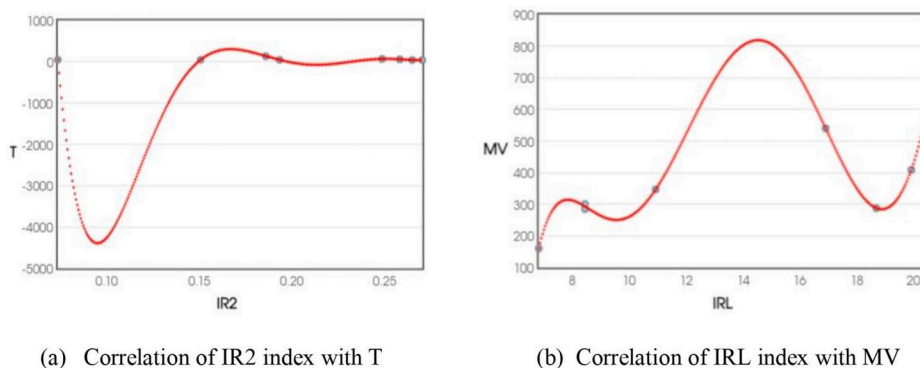 1000
0
-1000
T
-2000
-3000
-4000
-5000
0.10 0.15 0.20 0.25
IR2
900
800
700
600
MV
500
400
300
200
100
8 10 12 14 16 18 20
IRL
(a) Correlation of IR2 index with T
(b) Correlation of IRL index with MV